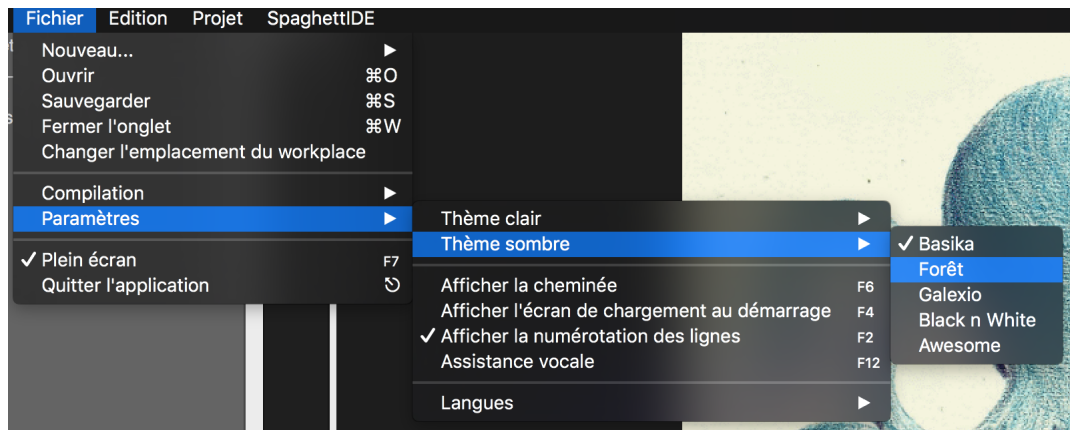 Fichier Edition Projet SpaghettIDE
Nouveau... ▶
Ouvrir ⌘O
Sauvegarder ⌘S
Fermer l'onglet ⌘W
Changer l'emplacement du workplace
Compilation ▶
Paramètres ▶
✓ Plein écran F7
Quitter l'application ⎋
Thème clair ▶
Thème sombre ▶
Afficher la cheminée F6
Afficher l'écran de chargement au démarrage F4
✓ Afficher la numérotation des lignes F2
Assistance vocale F12
Langues ▶
✓ Basika
Forêt
Galexio
Black n White
Awesome